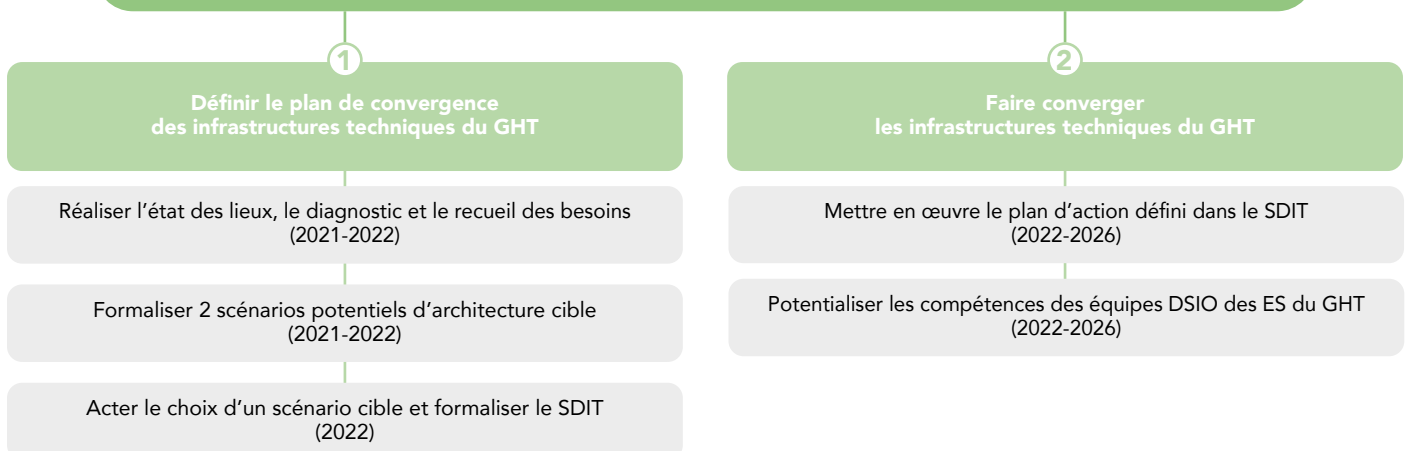 1
Définir le plan de convergence
des infrastructures techniques du GHT
Réaliser l’état des lieux, le diagnostic et le recueil des besoins
(2021-2022)
Formaliser 2 scénarios potentiels d’architecture cible
(2021-2022)
Acter le choix d’un scénario cible et formaliser le SDIT
(2022)
2
Faire converger
les infrastructures techniques du GHT
Mettre en œuvre le plan d’action défini dans le SDIT
(2022-2026)
Potentialiser les compétences des équipes DSIO des ES du GHT
(2022-2026)